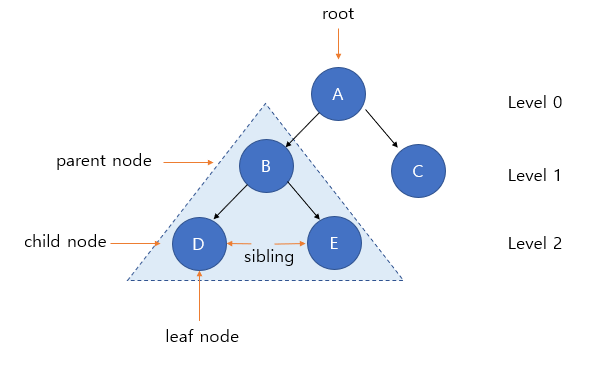 root
A
Level 0
parent node
B
C
Level 1
child node
D
sibling
E
Level 2
leaf node